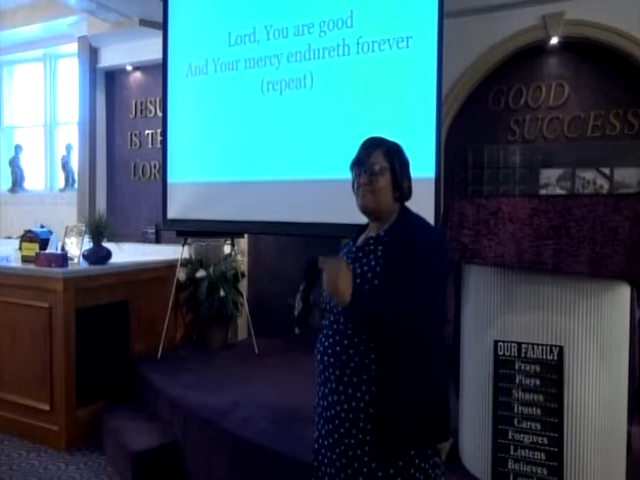 Lord, You are good
And Your mercy endureth forever
(repeat)
JESU
IS TH
LOR
GOOD
SUCCESS
OUR FAMILY
Prays
Plays
Shares
Trusts
Cares
Forgives
Listens
Believes